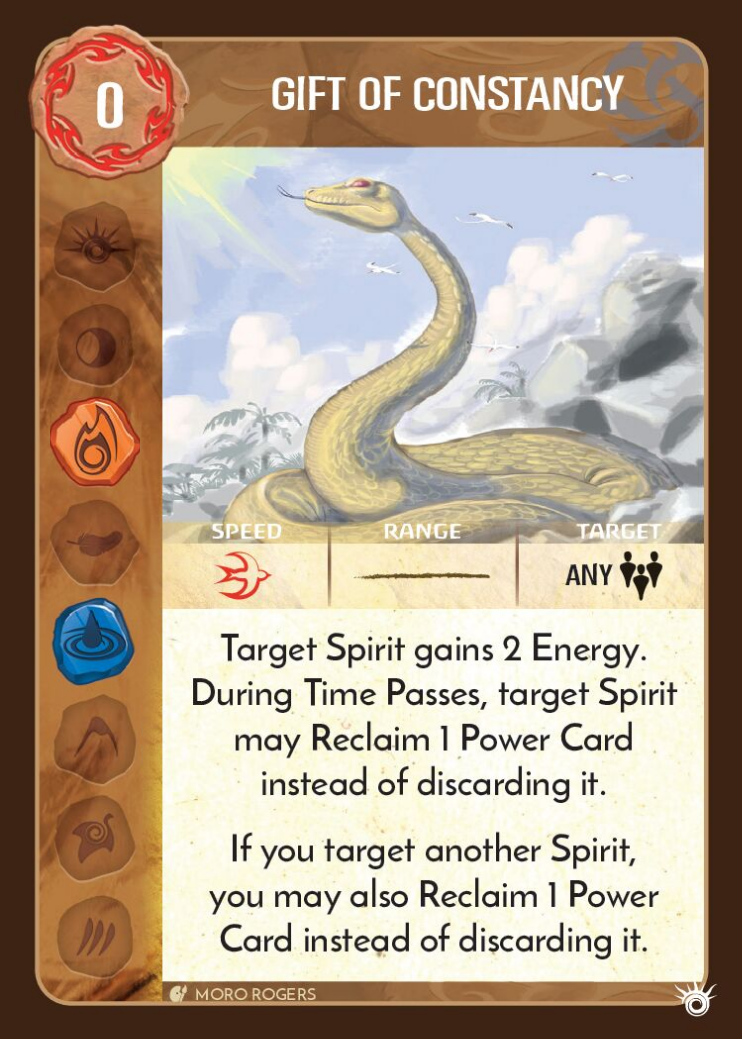 0
GIFT OF CONSTANCY
SPEED RANGE TARGET
ANY
Target Spirit gains 2 Energy.
During Time Passes, target Spirit
may Reclaim 1 Power Card
instead of discarding it.
If you target another Spirit,
you may also Reclaim 1 Power
Card instead of discarding it.
MORO ROGERS